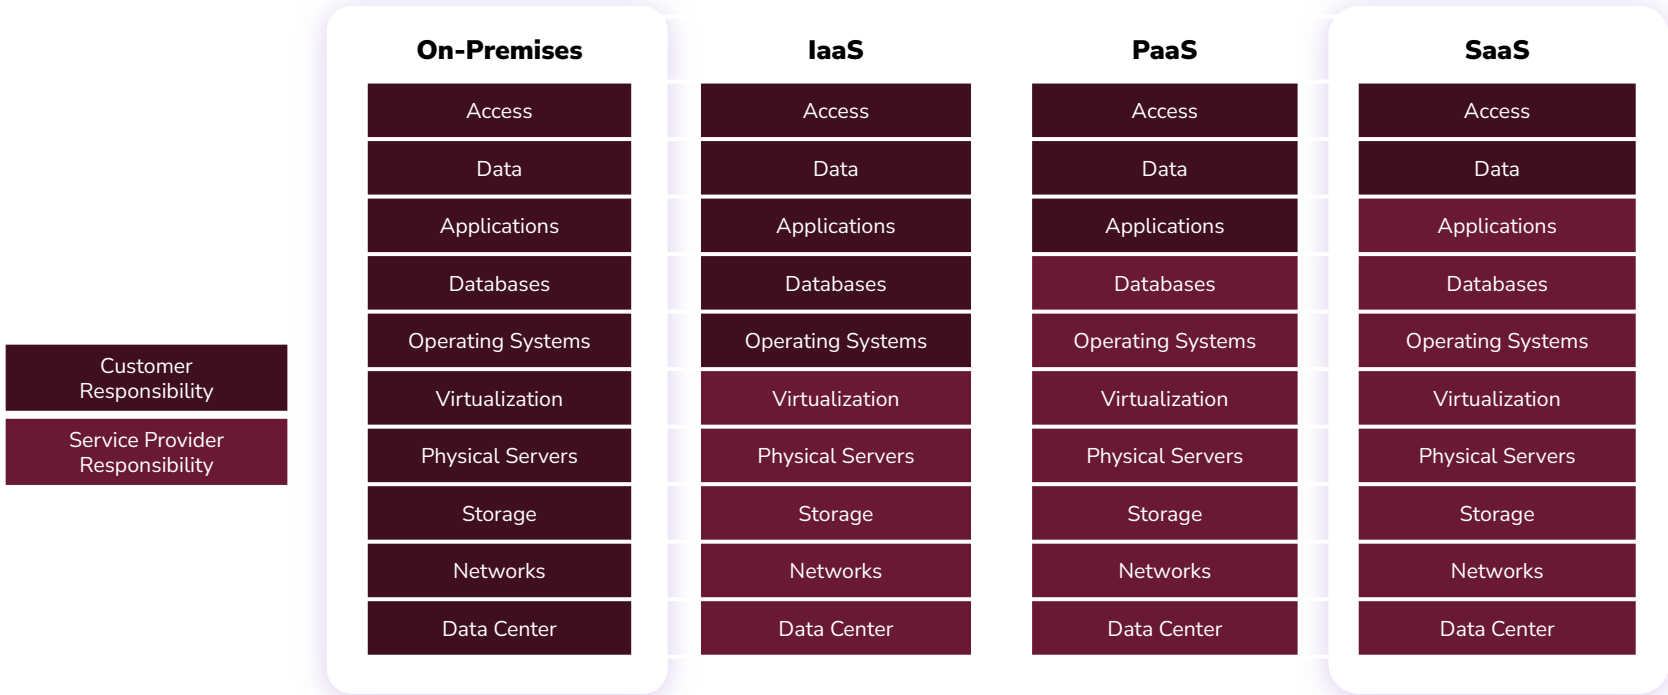 On-Premises
IaaS
PaaS
SaaS
Access
Access
Access
Access
Data
Data
Data
Data
Applications
Applications
Applications
Applications
Databases
Databases
Databases
Databases
Operating Systems
Operating Systems
Operating Systems
Operating Systems
Customer
Responsibility
Virtualization
Virtualization
Virtualization
Virtualization
Service Provider
Responsibility
Physical Servers
Physical Servers
Physical Servers
Physical Servers
Storage
Storage
Storage
Storage
Networks
Networks
Networks
Networks
Data Center
Data Center
Data Center
Data Center